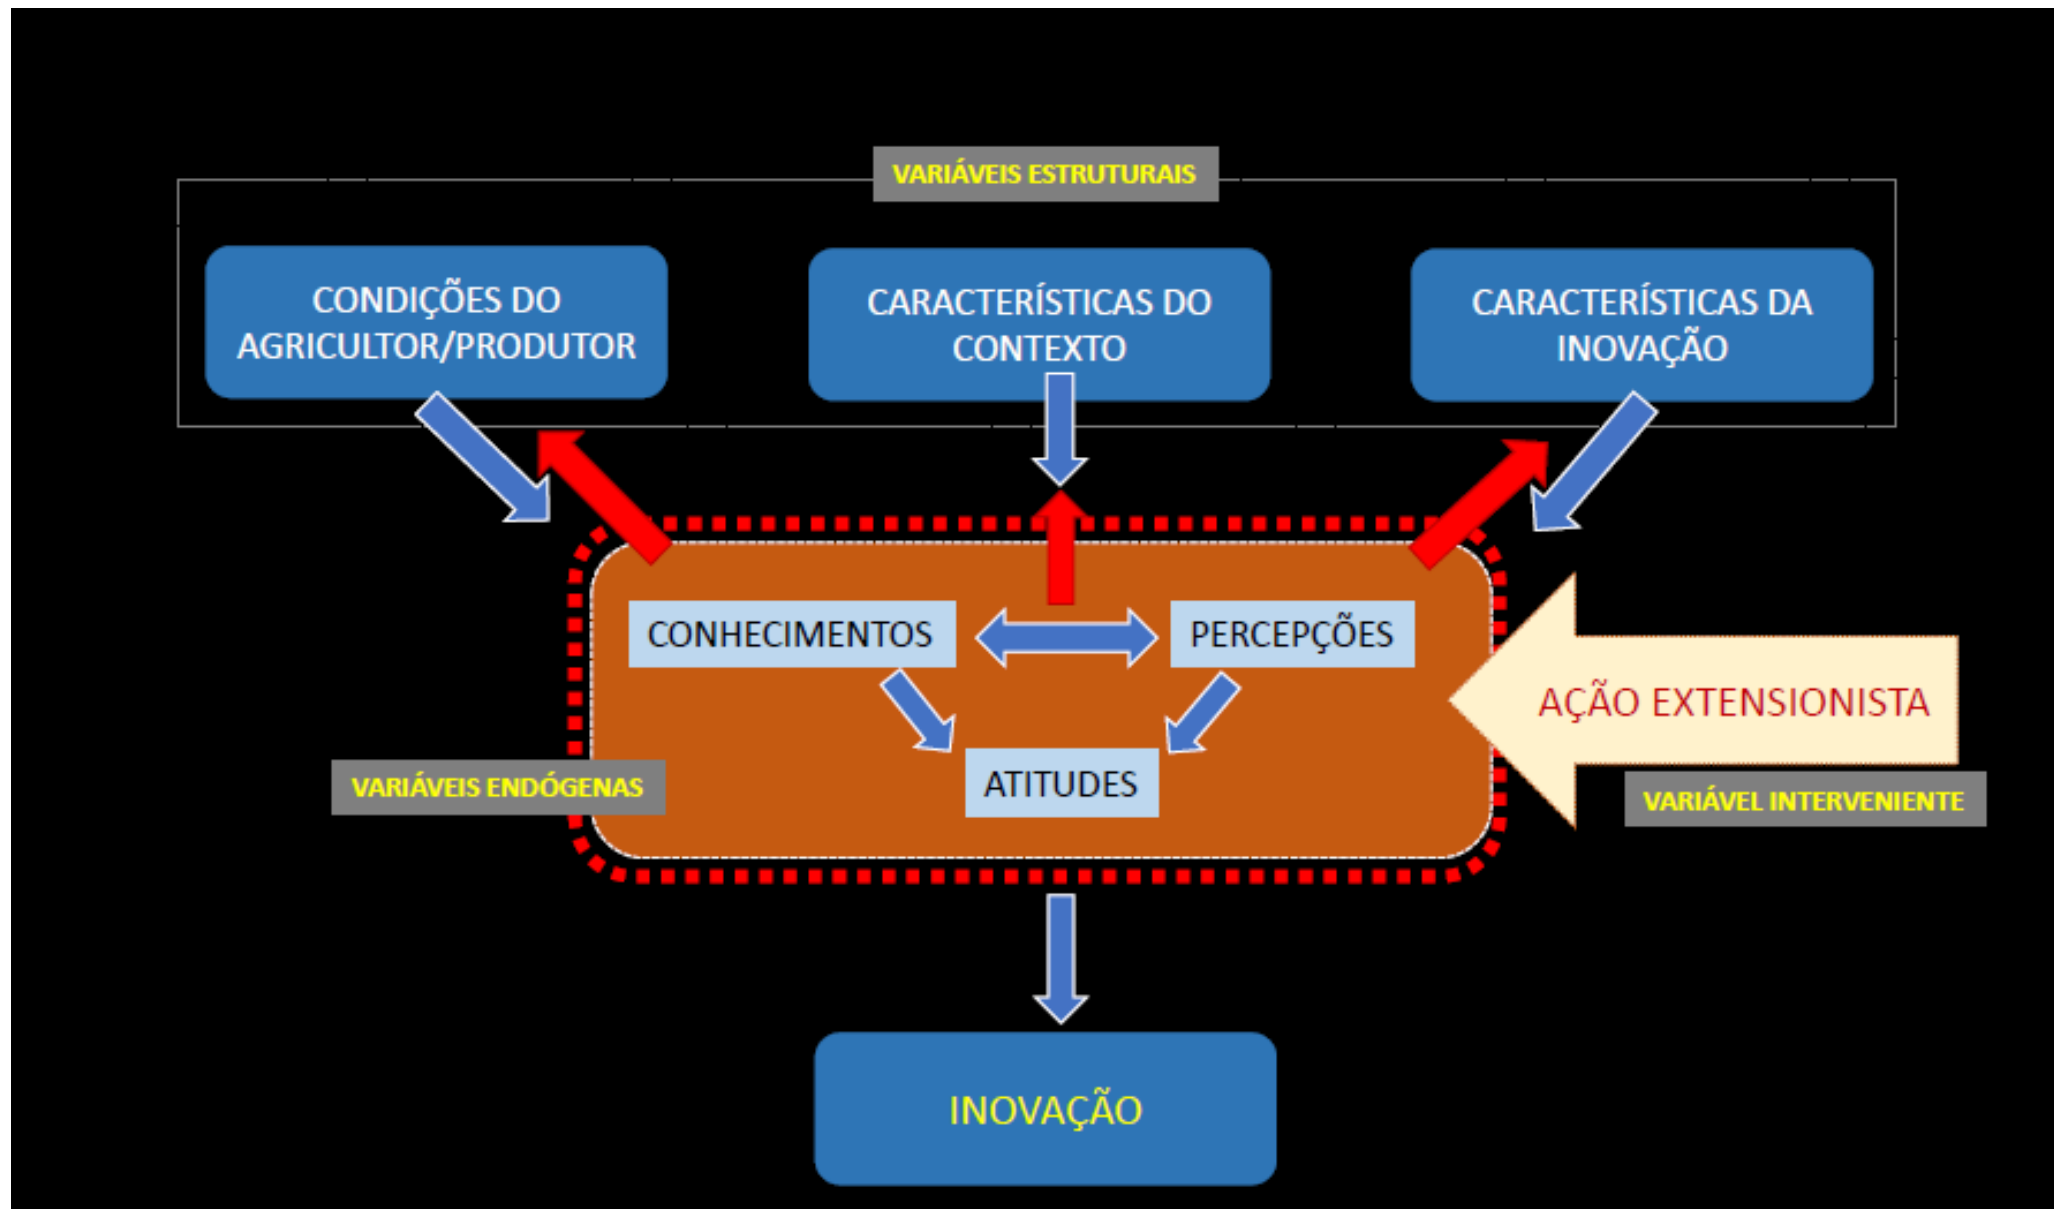 VARIÁVEIS ESTRUTURAIS
CONDIÇÕES DO
AGRICULTOR/PRODUTOR
CARACTERÍSTICAS DO
CONTEXTO
CARACTERÍSTICAS DA
INOVAÇÃO
CONHECIMENTOS
PERCEPÇÕES
ATITUDES
VARIÁVEIS ENDÓGENAS
AÇÃO EXTENSIONISTA
VARIÁVEL INTERVENIENTE
INOVAÇÃO